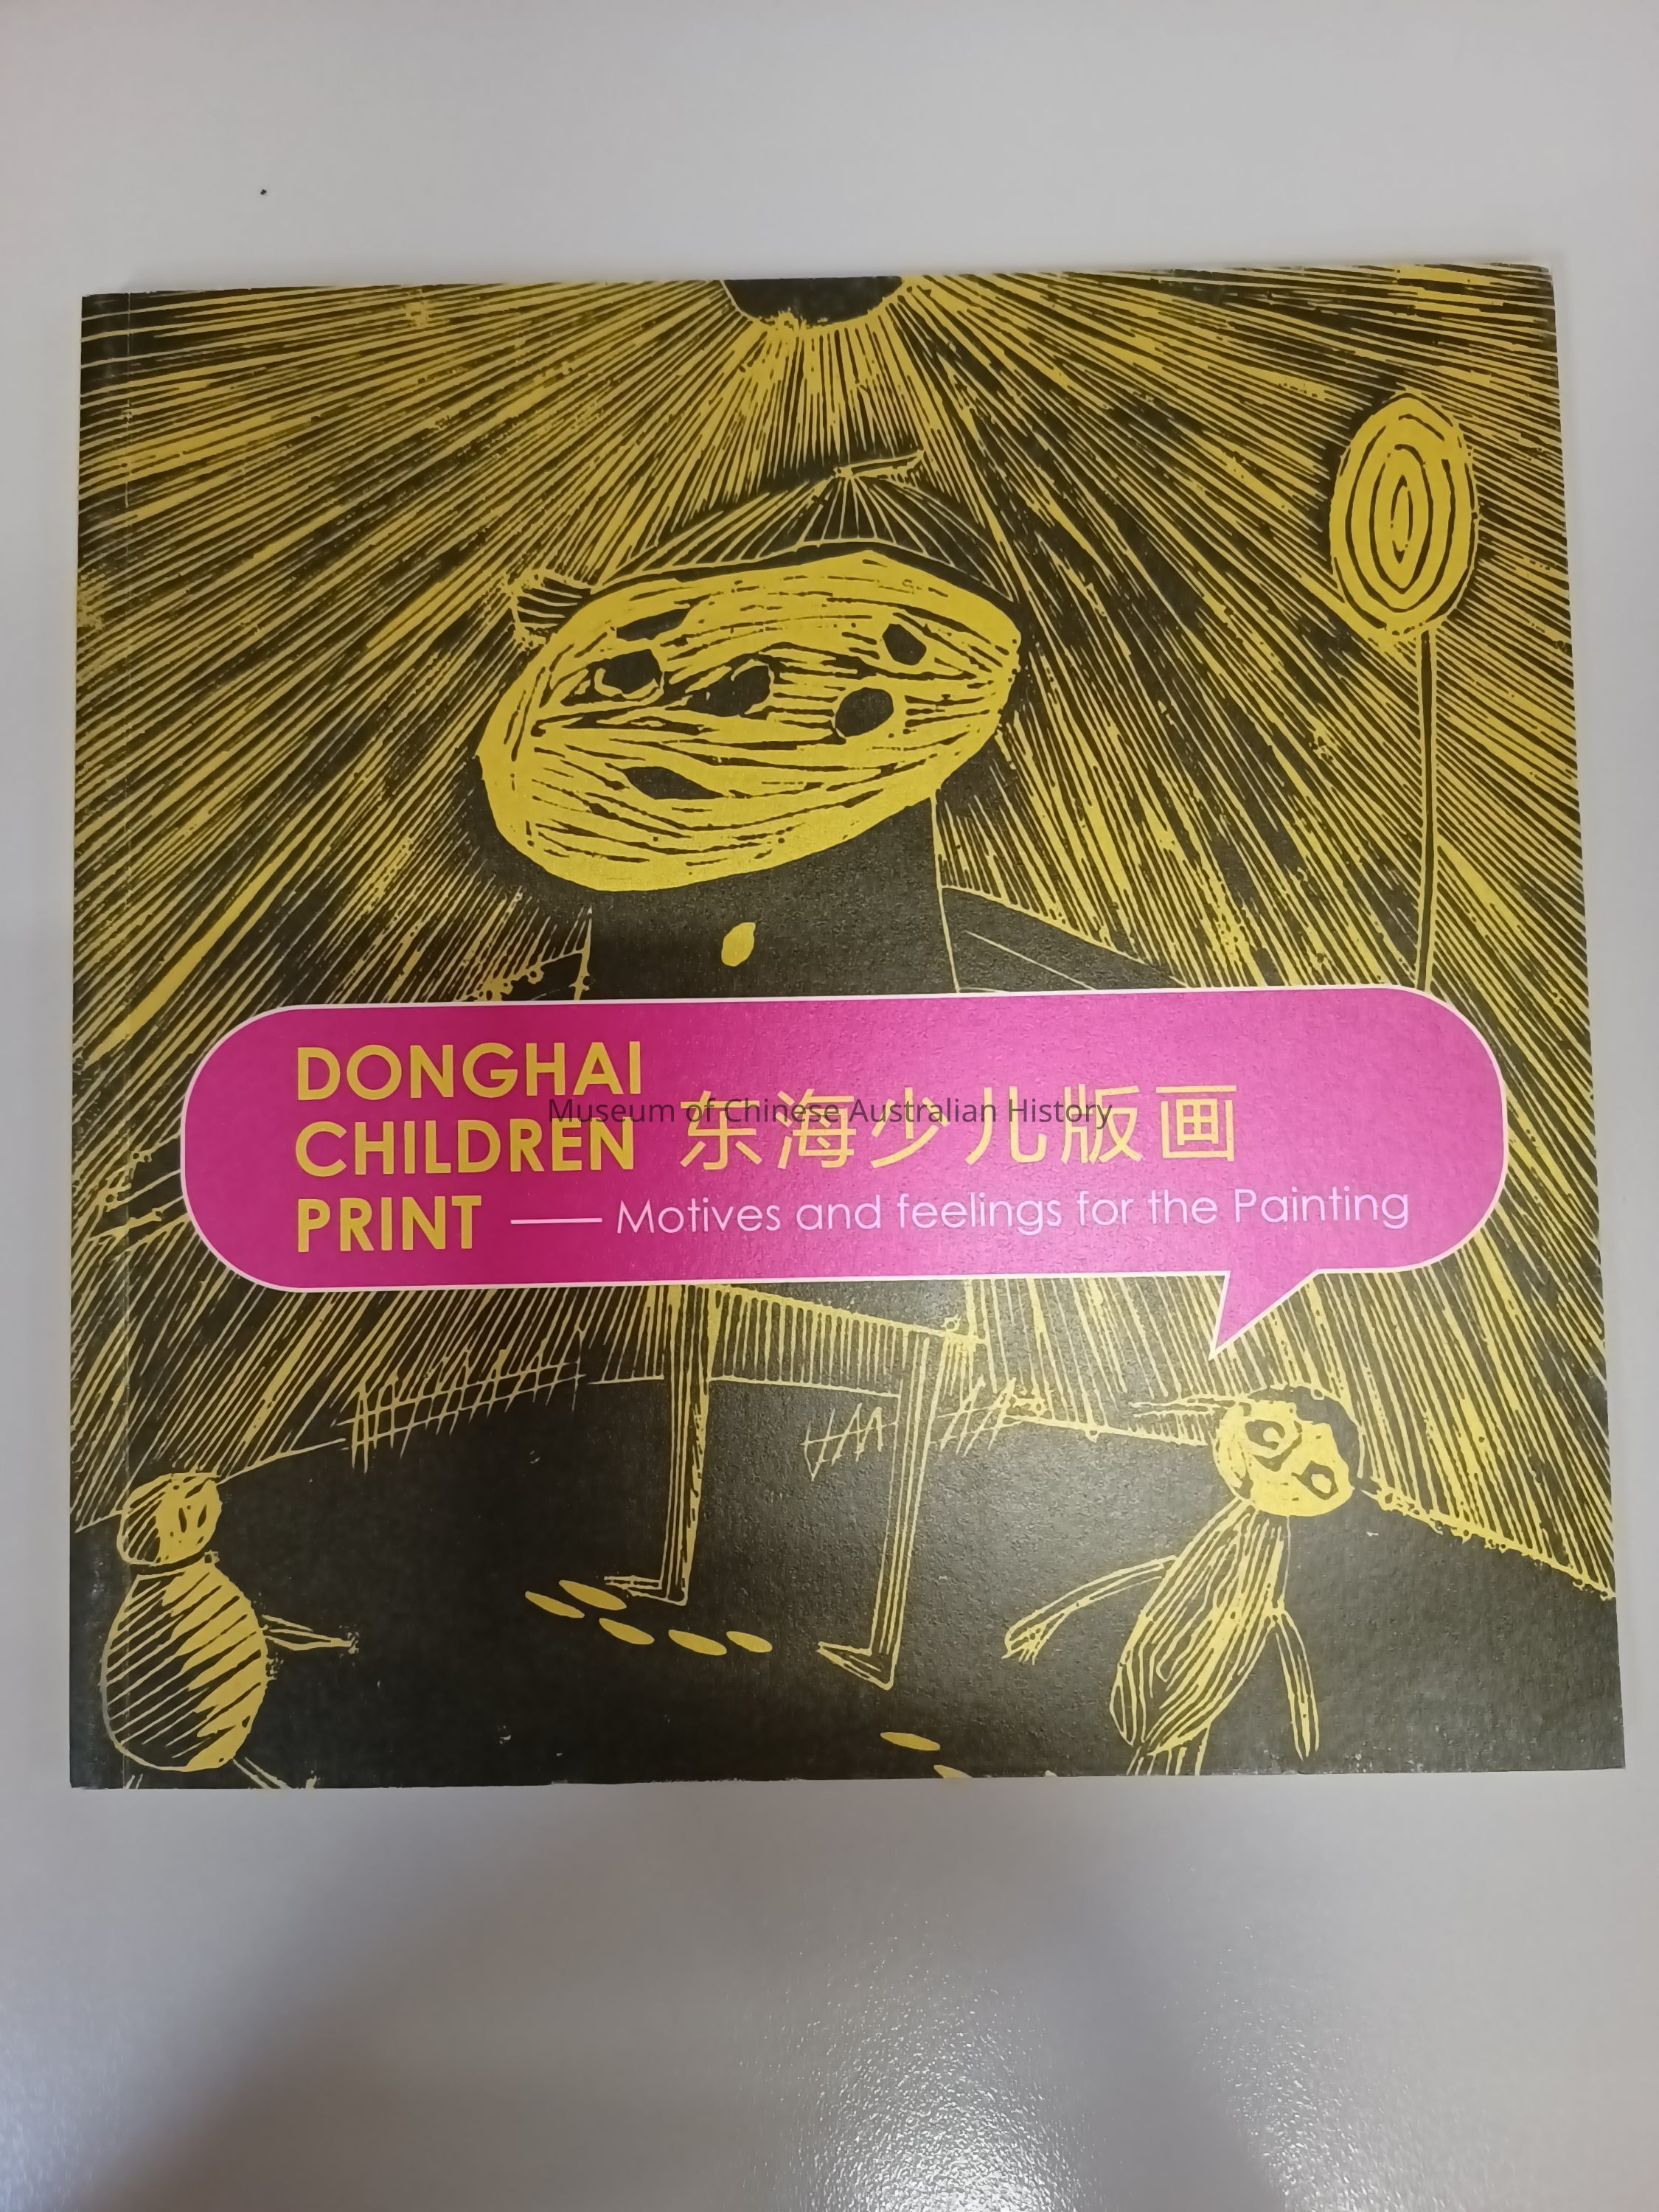 DONGHAI
CHILDREN
PRINT
东海少儿版画
—— Motives and feelings for the Painting
Museum of Chinese Australian History